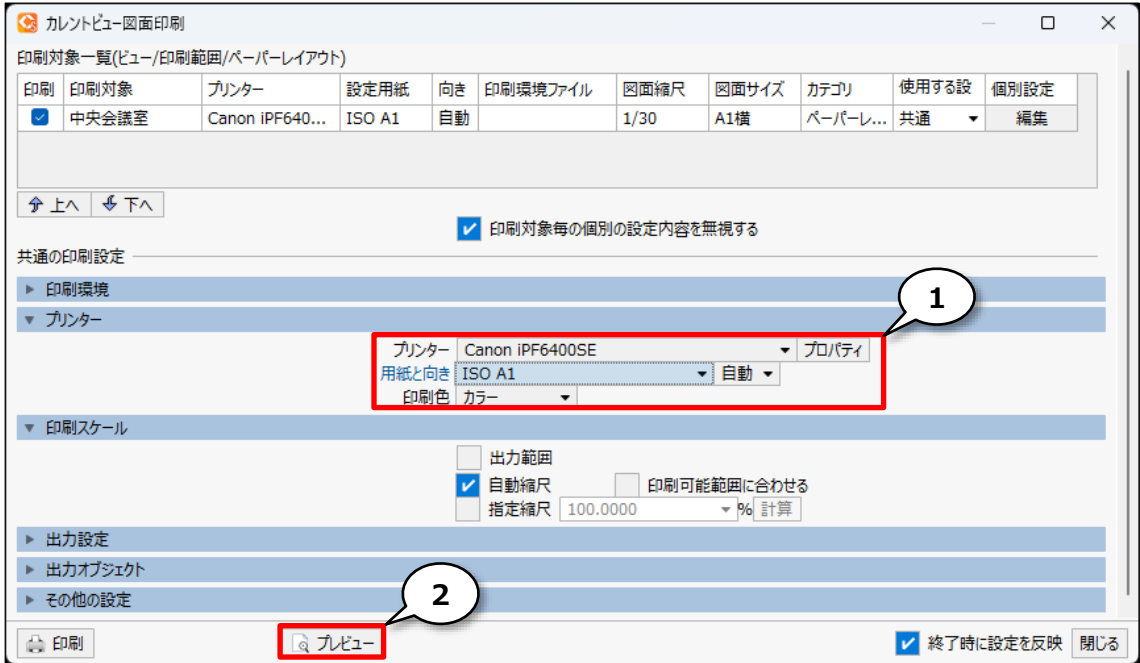 カレントビュー図面印刷
印刷対象一覧(ビュー/印刷範囲/ペーパーレイアウト)
印刷 印刷対象 プリンター 設定用紙 向き 印刷環境ファイル 図面縮尺 図面サイズ カテゴリ 使用する設 個別設定
中央会議室 Canon iPF640... ISO A1 自動 1/30 A1横 ペーパーレ... 共通 編集
上へ 下へ
印刷対象毎の個別の設定内容を無視する
共通の印刷設定
印刷環境
1
プリンター
プリンター Canon iPF6400SE プロパティ
用紙と向き ISO A1 自動
印刷色 カラー
印刷スケール
出力範囲
自動縮尺 印刷可能範囲に合わせる
指定縮尺 100.0000 % 計算
出力設定
出力オブジェクト
2
その他の設定
印刷 プレビュー 終了時に設定を反映 閉じる